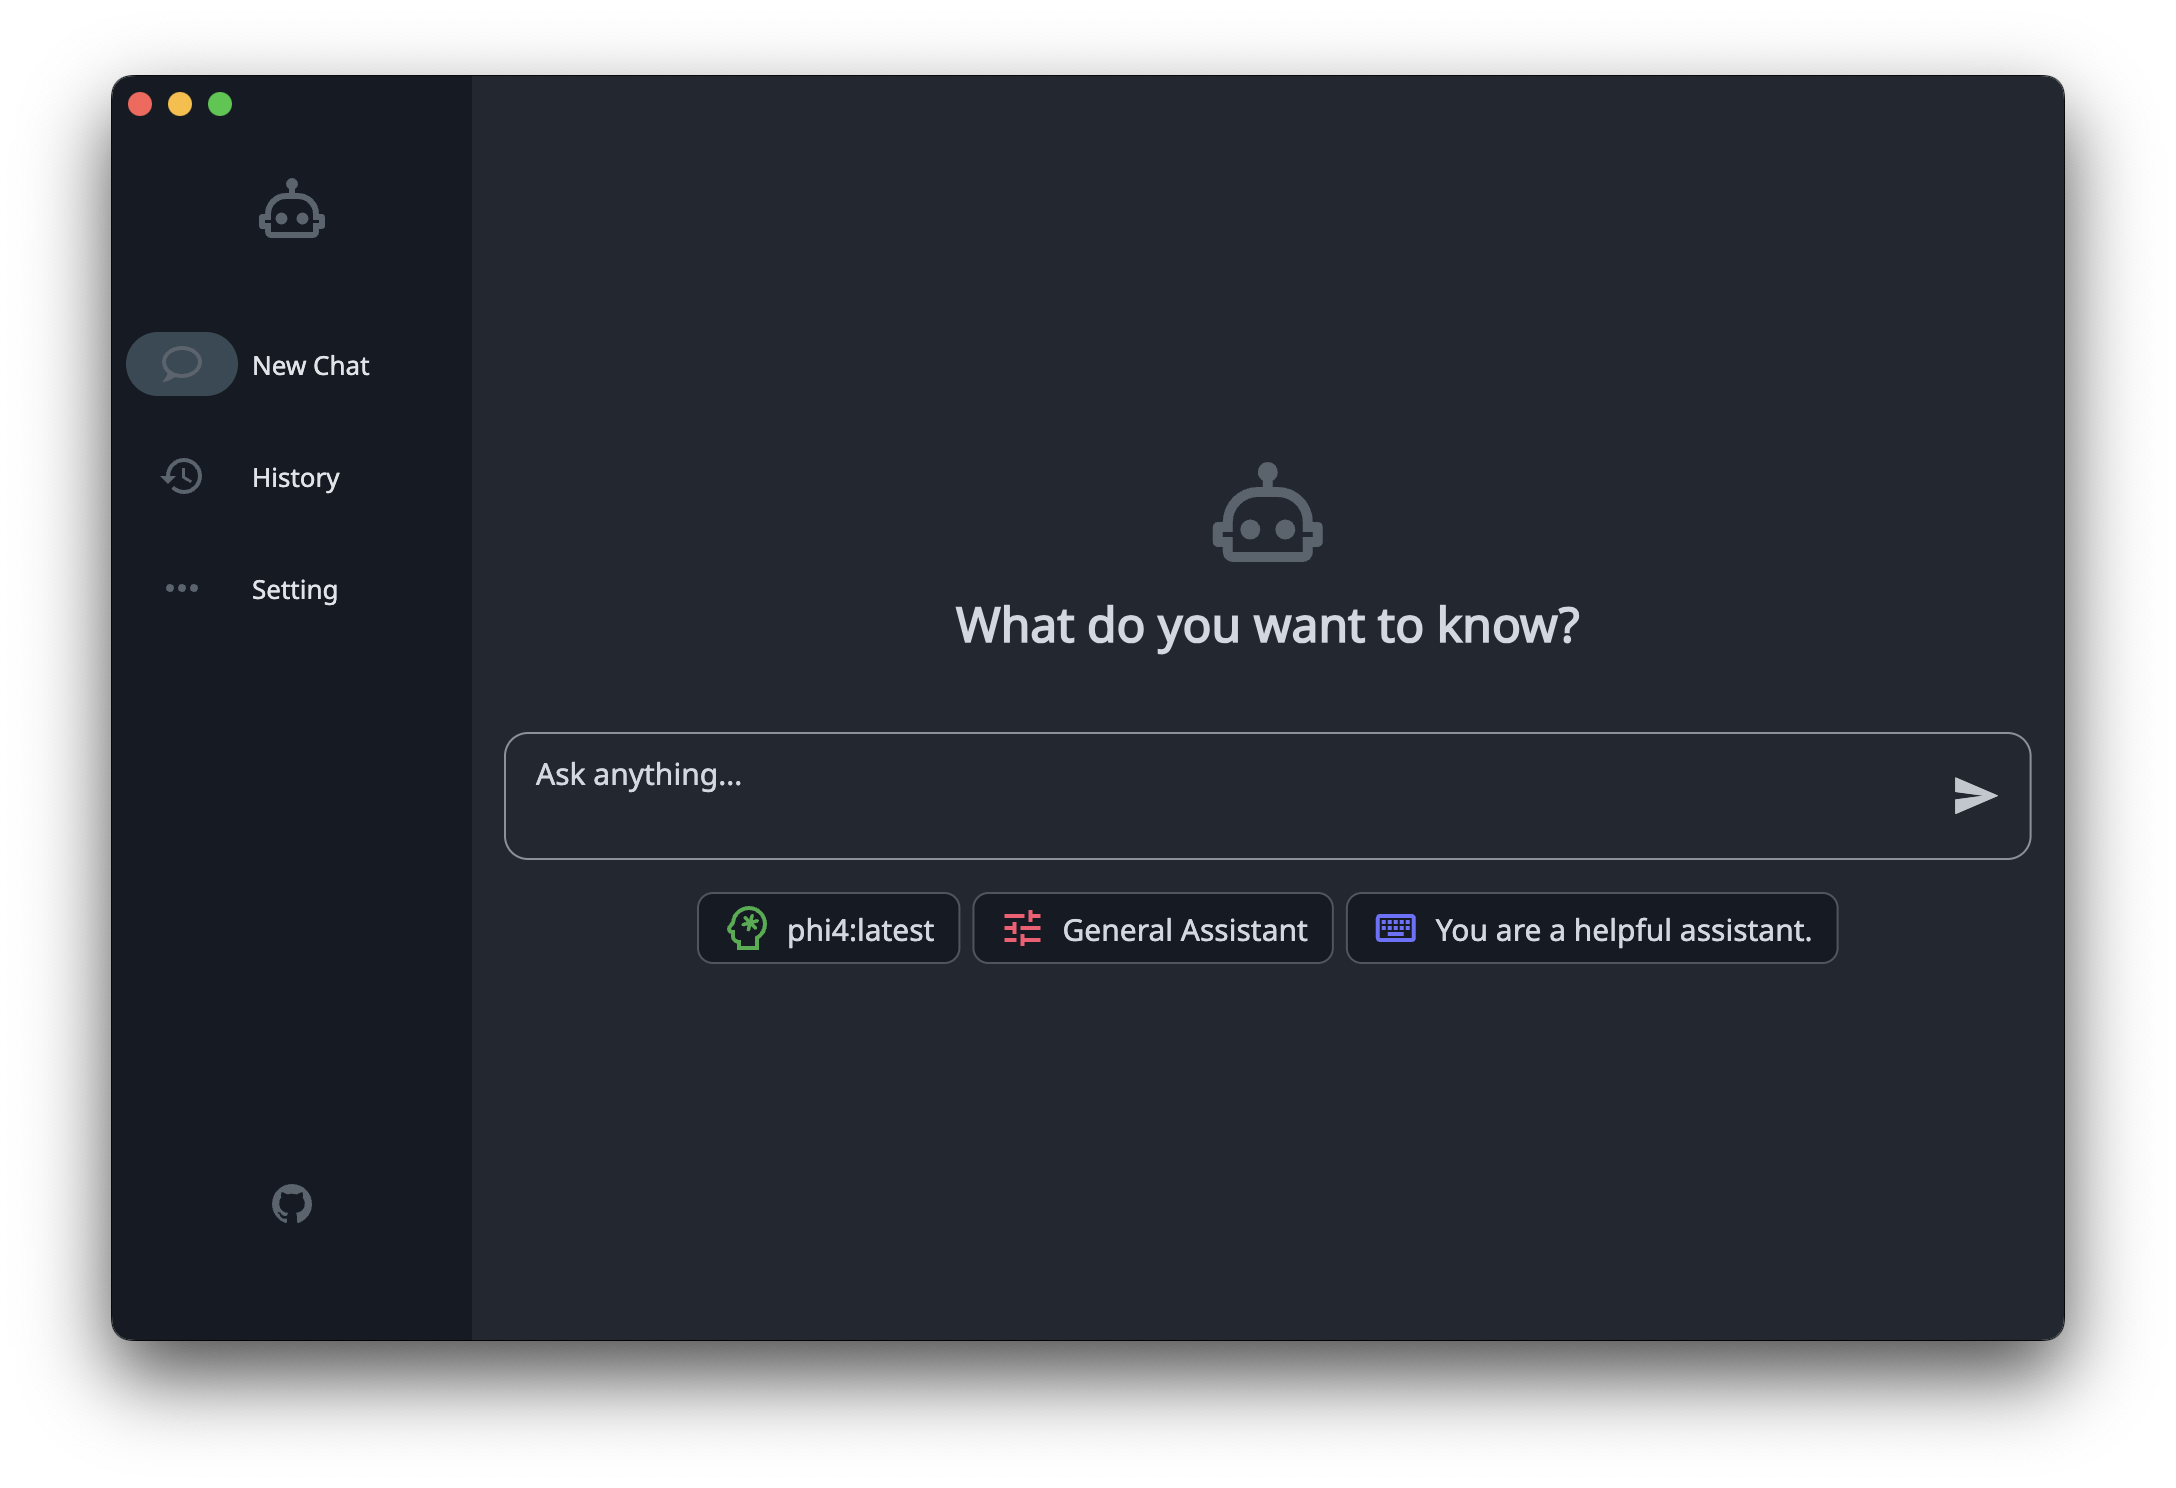 New Chat
History
Setting
What do you want to know?
Ask anything...
phi4:latest
General Assistant
You are a helpful assistant.